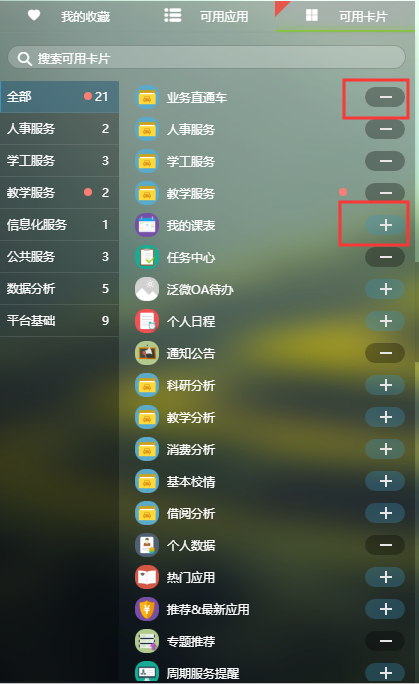 我的收藏 可用应用 可用卡片
搜索可用卡片
全部 21
人事服务 2
学工服务 3
教学服务 2
信息化服务 1
公共服务 3
数据分析 5
平台基础 9
业务直通车
人事服务
学工服务
教学服务
我的课表
任务中心
泛微OA待办
个人日程
通知公告
科研分析
教学分析
消费分析
基本校情
借阅分析
个人数据
热门应用
推荐&最新应用
专题推荐
周期服务提醒